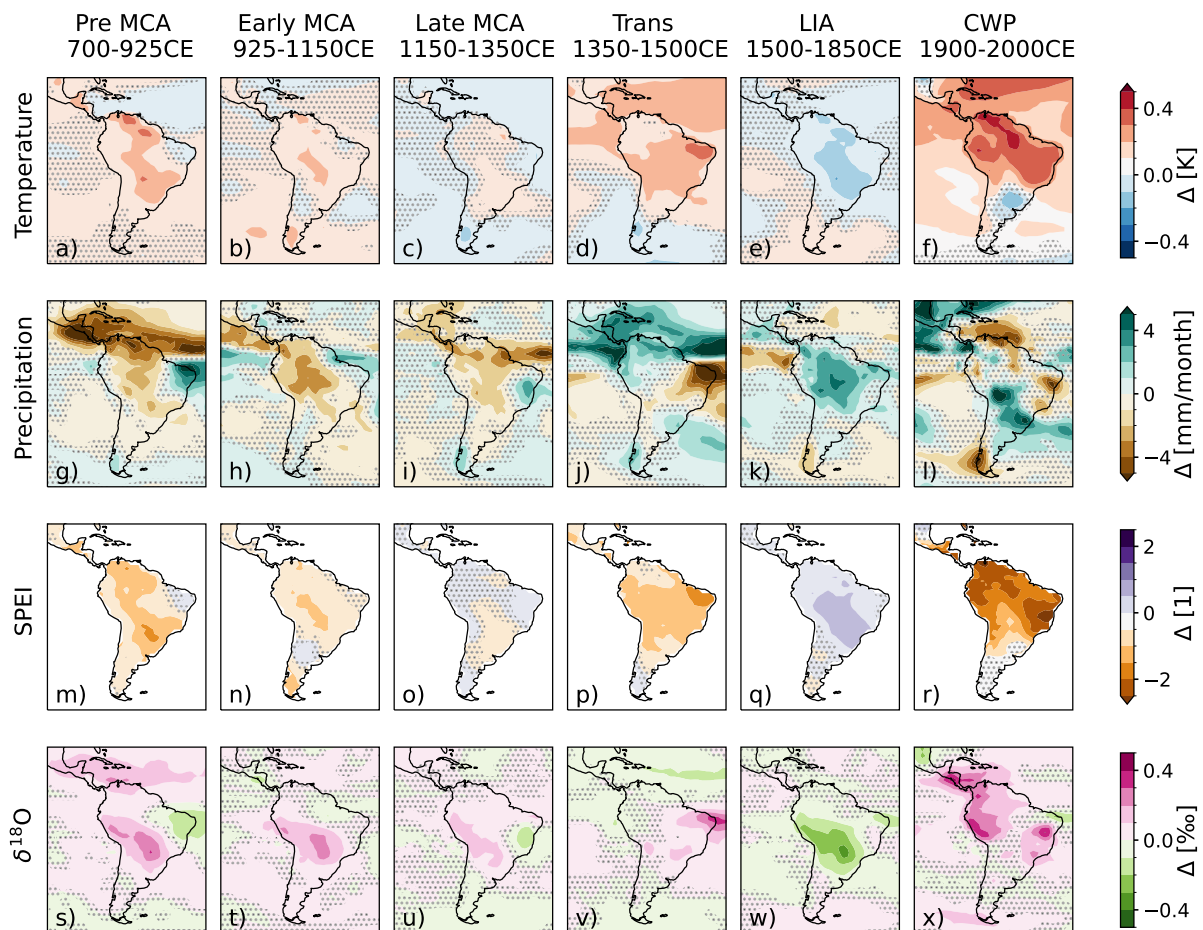 Pre MCA
700-925CE
Early MCA
925-1150CE
Late MCA
1150-1350CE
Trans
1350-1500CE
LIA
1500-1850CE
CWP
1900-2000CE
Temperature
a)
b)
c)
d)
e)
f)
0.4
0.0
−0.4
Δ [K]
Precipitation
g)
h)
i)
j)
k)
l)
4
0
−4
Δ [mm/month]
SPEI
m)
n)
o)
p)
q)
r)
2
0
−2
Δ [1]
δ¹⁸O
s)
t)
u)
v)
w)
x)
0.4
0.0
−0.4
Δ [‰]